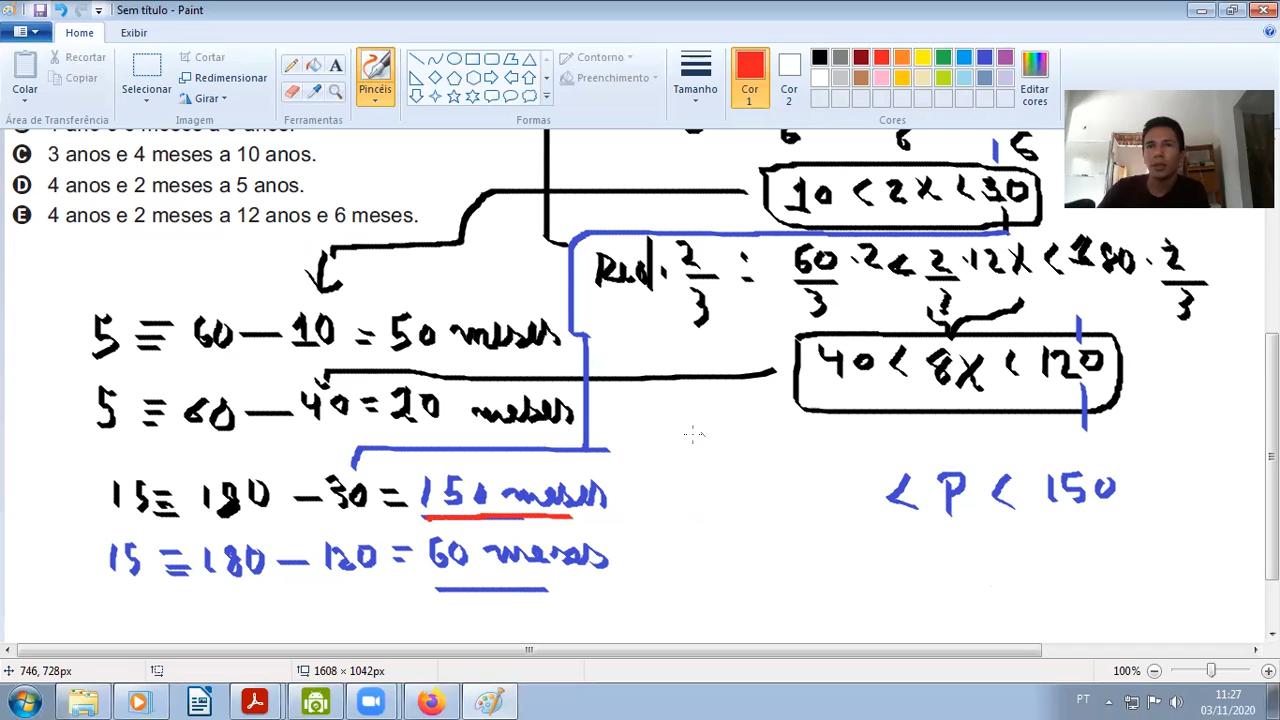 Sem título - Paint
Home
Exibir
Colar
Recortar
Copiar
Área de Transferência
Selecionar
Cortar
Redimensionar
Girar
Imagem
A
Ferramentas
Pincéis
Contorno
Preenchimento
Formas
Tamanho
Cor 1
Cor 2
Editar cores
Cores
C 3 anos e 4 meses a 10 anos.
D 4 anos e 2 meses a 5 anos.
E 4 anos e 2 meses a 12 anos e 6 meses.
10 < 2x < 30
Red. 2/3 : 60/3 . 2 < 2/3 . 12x < 180 . 2/3
40 < 8x < 120
5 ≡ 60 — 10 = 50 meses
5 ≡ 60 — 40 = 20 meses
15 ≡ 180 — 30 = 150 meses
15 ≡ 180 — 120 = 60 meses
< P < 150
746, 728px
1608 × 1042px
100%
PT
11:27
03/11/2020